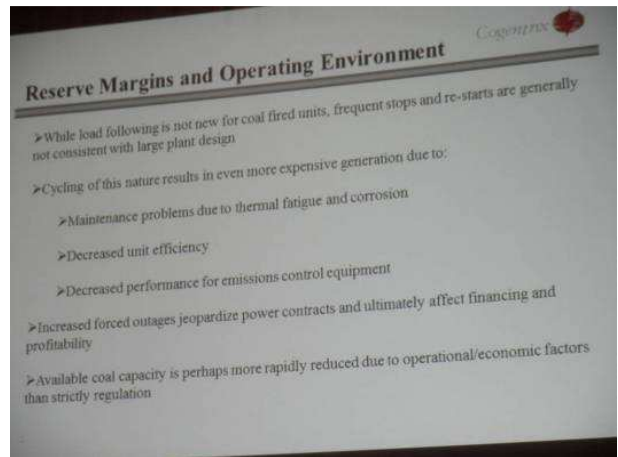 Cogentrix
Reserve Margins and Operating Environment
➢While load following is not new for coal fired units, frequent stops and re-starts are generally
not consistent with large plant design
➢Cycling of this nature results in even more expensive generation due to:
➢Maintenance problems due to thermal fatigue and corrosion
➢Decreased unit efficiency
➢Decreased performance for emissions control equipment
➢Increased forced outages jeopardize power contracts and ultimately affect financing and
profitability
➢Available coal capacity is perhaps more rapidly reduced due to operational/economic factors
than strictly regulation